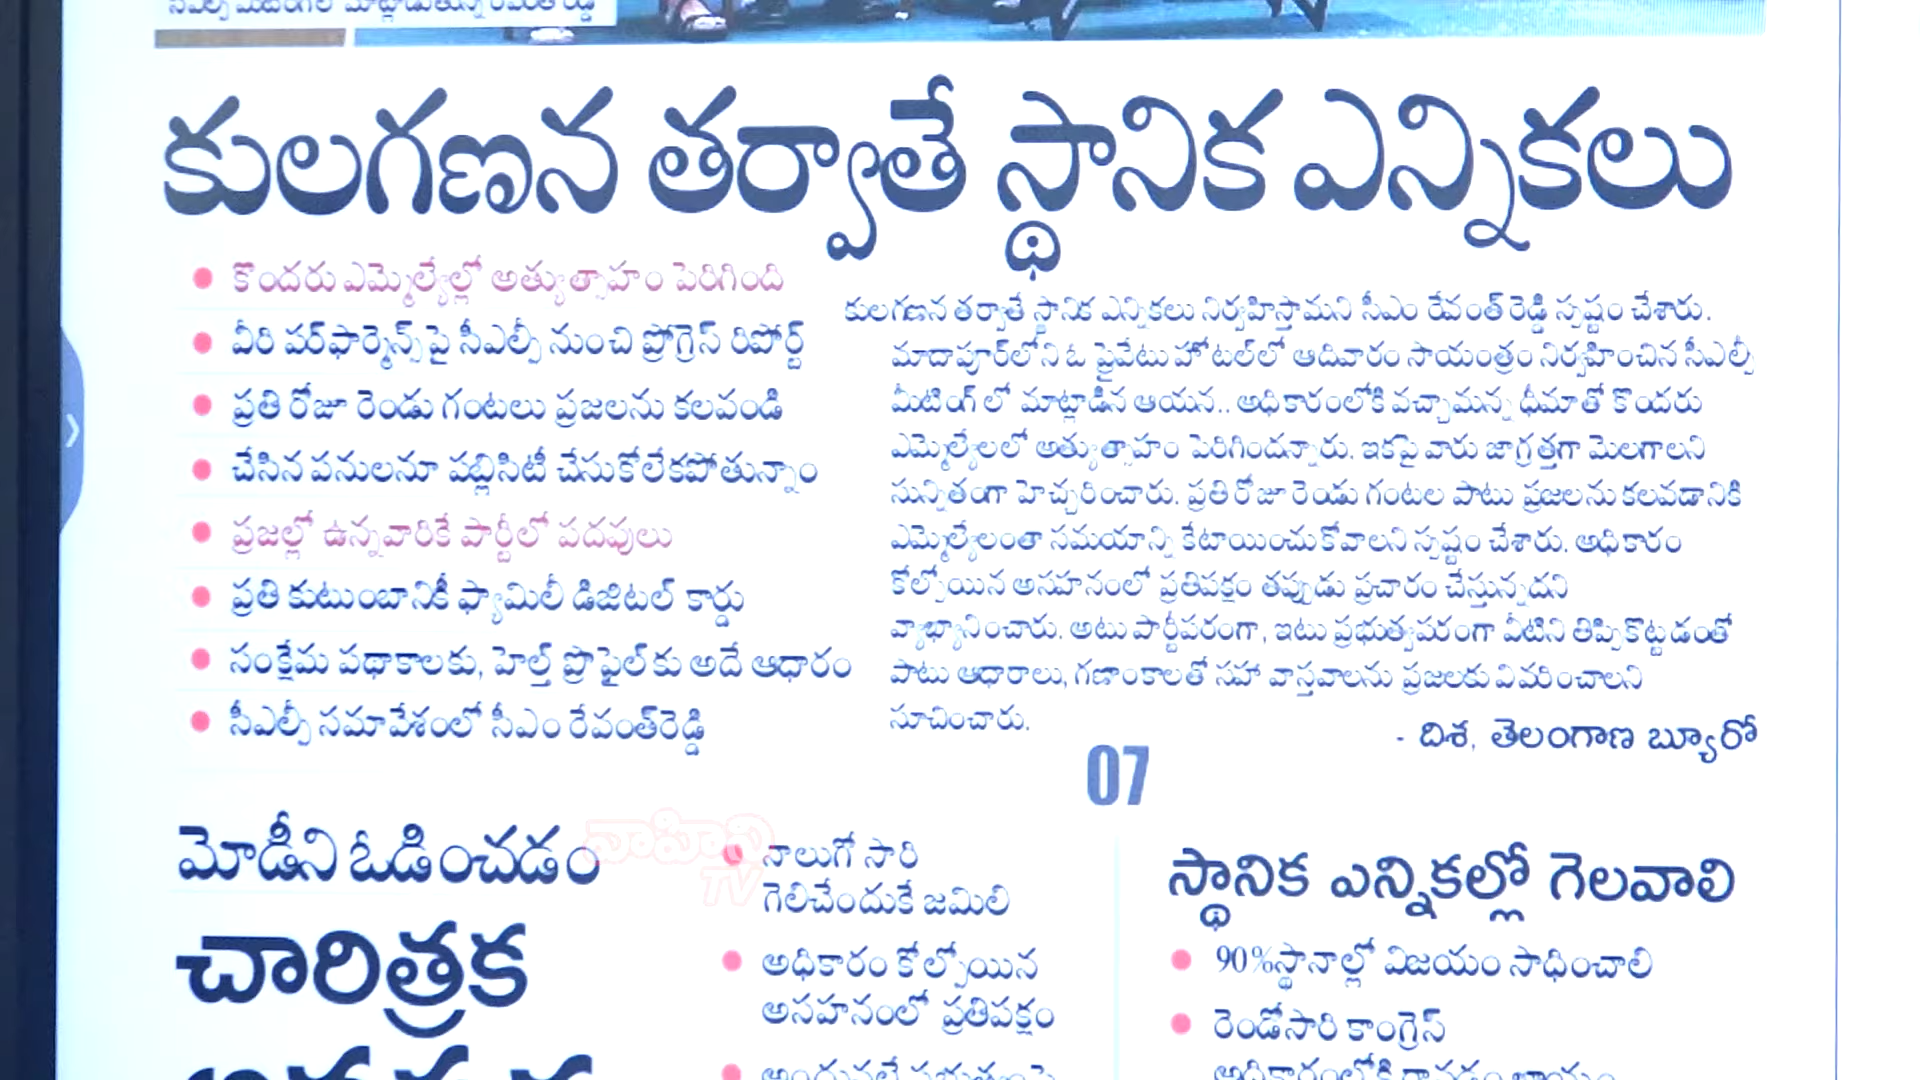 సీఎల్పీ మీటింగ్‌లో మాట్లాడుతున్న రేవంత్ రెడ్డి
కులగణన తర్వాతే స్థానిక ఎన్నికలు
కొందరు ఎమ్మెల్యేల్లో అత్యుత్సాహం పెరిగింది
వీరి పర్‌ఫార్మెన్స్‌పై సీఎల్పీ నుంచి ప్రోగ్రెస్ రిపోర్ట్
ప్రతి రోజూ రెండు గంటలు ప్రజలను కలవండి
చేసిన పనులనూ పబ్లిసిటీ చేసుకోలేకపోతున్నాం
ప్రజల్లో ఉన్నవారికే పార్టీలో పదవులు
ప్రతి కుటుంబానికీ ఫ్యామిలీ డిజిటల్ కార్డు
సంక్షేమ పథకాలకు, హెల్త్ ప్రొఫైల్‌కు అదే ఆధారం
సీఎల్పీ సమావేశంలో సీఎం రేవంత్‌రెడ్డి
కులగణన తర్వాతే స్థానిక ఎన్నికలు నిర్వహిస్తామని సీఎం రేవంత్ రెడ్డి స్పష్టం చేశారు.
మాదాపూర్‌లోని ఓ ప్రైవేటు హోటల్‌లో ఆదివారం సాయంత్రం నిర్వహించిన సీఎల్పీ
మీటింగ్ లో మాట్లాడిన ఆయన.. అధికారంలోకి వచ్చామన్న ధీమాతో కొందరు
ఎమ్మెల్యేలలో అత్యుత్సాహం పెరిగిందన్నారు. ఇకపై వారు జాగ్రత్తగా మెలగాలని
సున్నితంగా హెచ్చరించారు. ప్రతి రోజూ రెండు గంటల పాటు ప్రజలను కలవడానికి
ఎమ్మెల్యేలంతా సమయాన్ని కేటాయించుకోవాలని స్పష్టం చేశారు. అధికారం
కోల్పోయిన అసహనంలో ప్రతిపక్షం తప్పుడు ప్రచారం చేస్తున్నదని
వ్యాఖ్యానించారు. అటు పార్టీపరంగా, ఇటు ప్రభుత్వపరంగా వీటిని తిప్పికొట్టడంతో
పాటు ఆధారాలు, గణాంకాలతో సహా వాస్తవాలను ప్రజలకు వివరించాలని
సూచించారు.
- దిశ, తెలంగాణ బ్యూరో
07
మోడీని ఓడించడం
చారిత్రక
వాహిని
TV
నాలుగో సారి
గెలిచేందుకే జమిలి
అధికారం కోల్పోయిన
అసహనంలో ప్రతిపక్షం
స్థానిక ఎన్నికల్లో గెలవాలి
90%స్థానాల్లో విజయం సాధించాలి
రెండోసారి కాంగ్రెస్